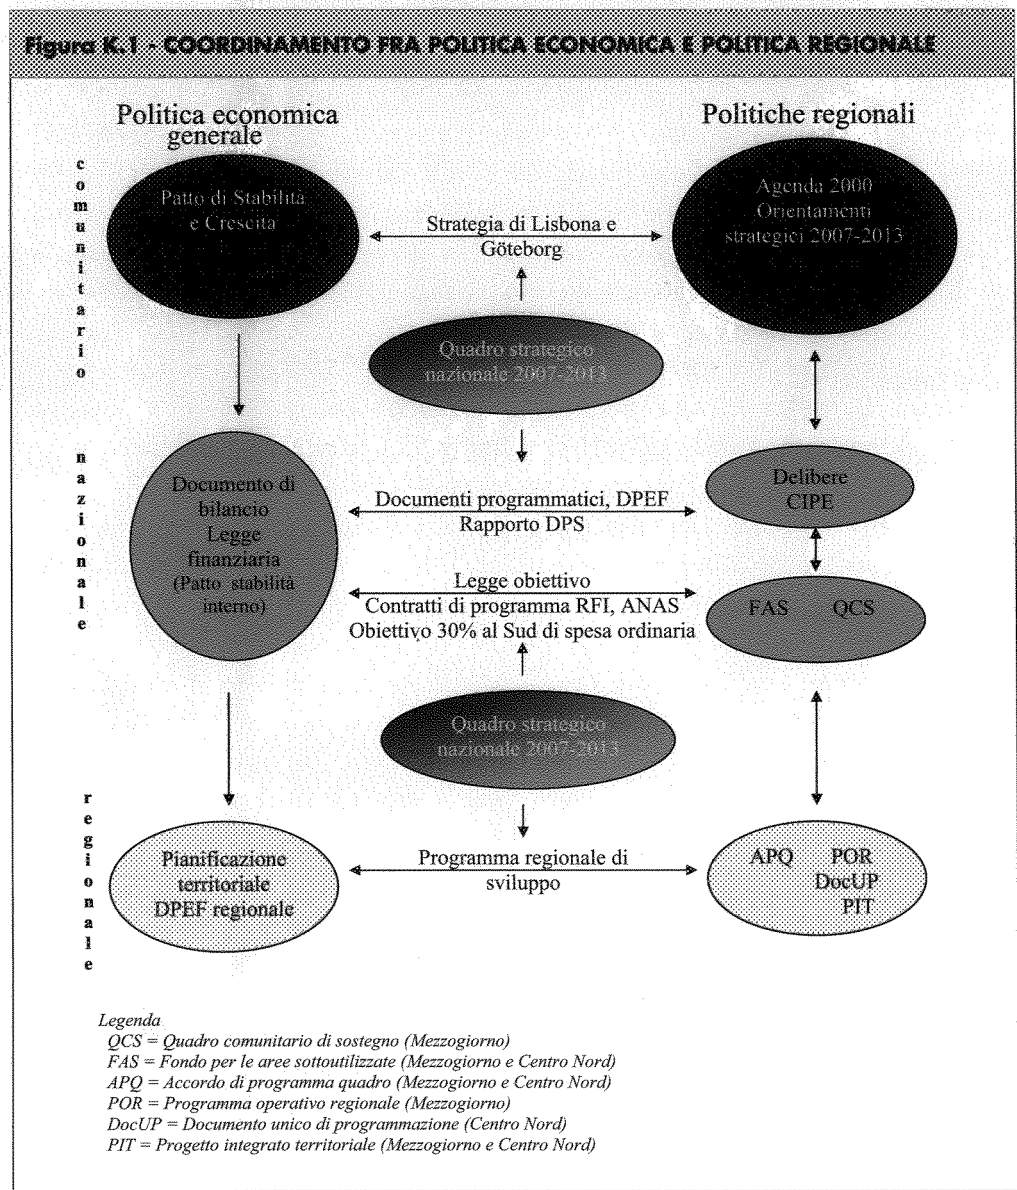 Figura K.1 - COORDINAMENTO FRA POLITICA ECONOMICA E POLITICA REGIONALE
Politica economica
generale
Politiche regionali
comunitario
Patto di Stabilità
e Crescita
Strategia di Lisbona e
Göteborg
Agenda 2000
Orientamenti
strategici 2007-2013
Quadro strategico
nazionale 2007-2013
nazionale
Documento di
bilancio
Legge
finanziaria
(Patto stabilità
interno)
Documenti programmatici, DPEF
Rapporto DPS
Delibere
CIPE
Legge obiettivo
Contratti di programma RFI, ANAS
Obiettivo 30% al Sud di spesa ordinaria
FAS QCS
Quadro strategico
nazionale 2007-2013
regionale
Pianificazione
territoriale
DPEF regionale
Programma regionale di
sviluppo
APQ POR
DocUP
PIT
Legenda
QCS = Quadro comunitario di sostegno (Mezzogiorno)
FAS = Fondo per le aree sottoutilizzate (Mezzogiorno e Centro Nord)
APQ = Accordo di programma quadro (Mezzogiorno e Centro Nord)
POR = Programma operativo regionale (Mezzogiorno)
DocUP = Documento unico di programmazione (Centro Nord)
PIT = Progetto integrato territoriale (Mezzogiorno e Centro Nord)